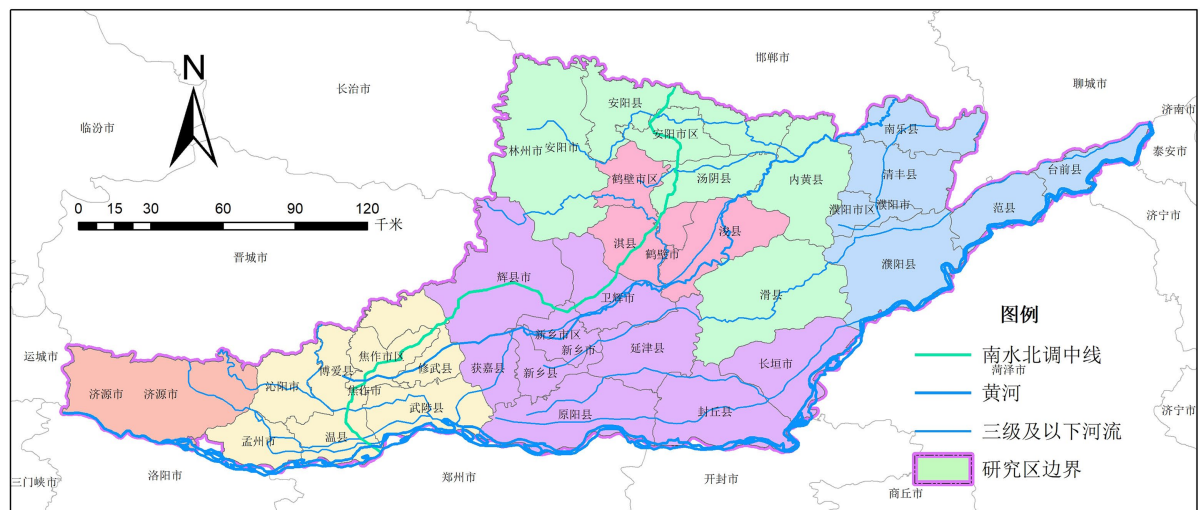 邯郸市
聊城市
长治市
济南市
临汾市
泰安市
济宁市
晋城市
运城市
三门峡市
洛阳市
郑州市
开封市
商丘市
济宁市
菏泽市
N
0 15 30 60 90 120
千米
安阳县
安阳市区
林州市
安阳市
汤阴县
内黄县
鹤壁市区
淇县
鹤壁市
浚县
滑县
南乐县
清丰县
濮阳市区
濮阳市
濮阳县
范县
台前县
辉县市
卫辉市
新乡市区
新乡市
延津县
长垣市
获嘉县
新乡县
原阳县
封丘县
焦作市区
博爱县
修武县
焦作市
沁阳市
武陟县
温县
孟州市
济源市
济源市
图例
南水北调中线
黄河
三级及以下河流
研究区边界